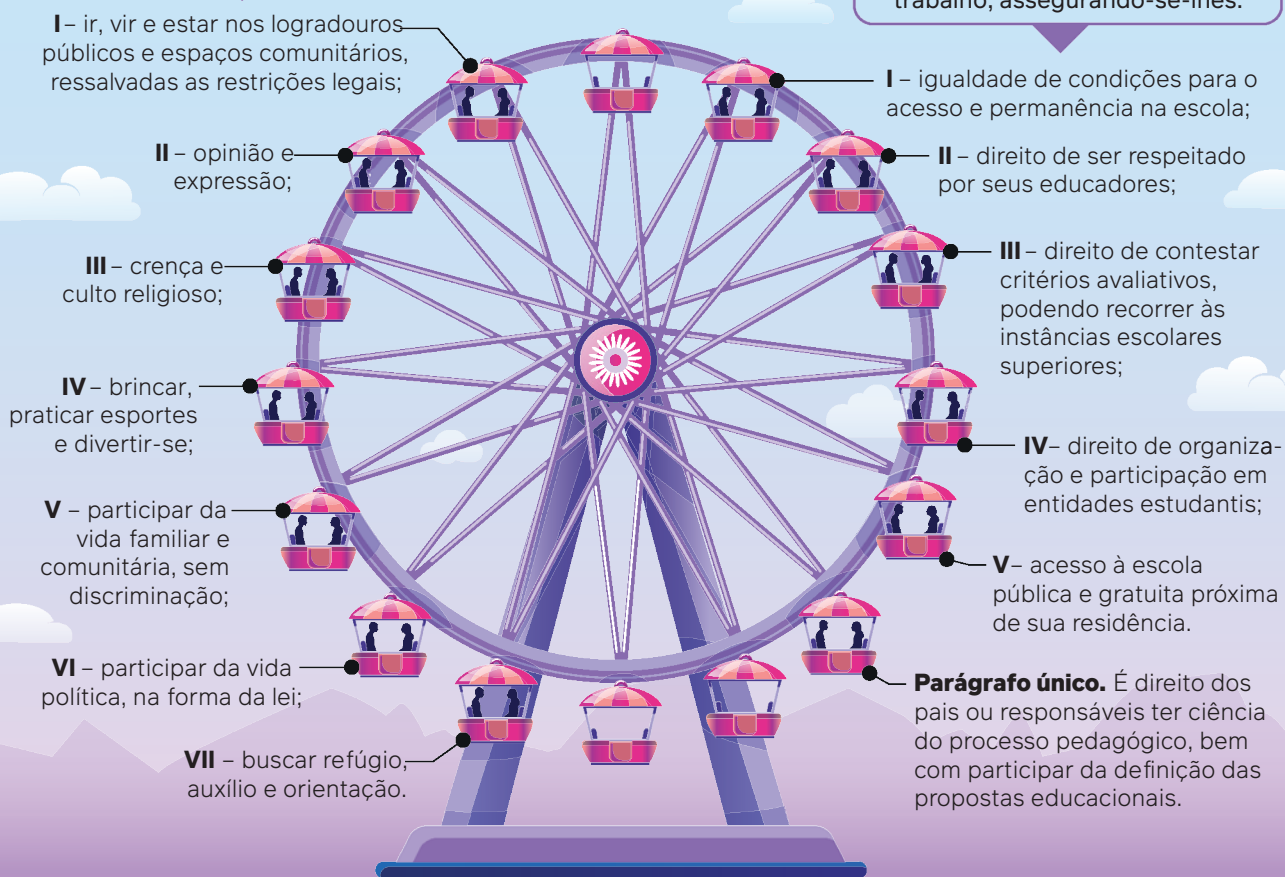 I – ir, vir e estar nos logradouros
públicos e espaços comunitários,
ressalvadas as restrições legais;
II – opinião e
expressão;
III – crença e
culto religioso;
IV – brincar,
praticar esportes
e divertir-se;
V – participar da
vida familiar e
comunitária, sem
discriminação;
VI – participar da vida
política, na forma da lei;
VII – buscar refúgio,
auxílio e orientação.
trabalho, assegurando-se-lhes:
I – igualdade de condições para o
acesso e permanência na escola;
II – direito de ser respeitado
por seus educadores;
III – direito de contestar
critérios avaliativos,
podendo recorrer às
instâncias escolares
superiores;
IV– direito de organiza-
ção e participação em
entidades estudantis;
V– acesso à escola
pública e gratuita próxima
de sua residência.
Parágrafo único. É direito dos
pais ou responsáveis ter ciência
do processo pedagógico, bem
com participar da definição das
propostas educacionais.